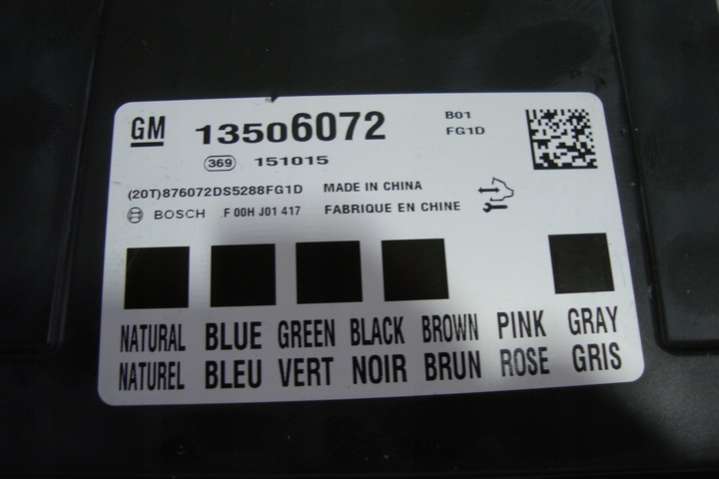 GM 13506072 B01
FG1D
369 151015
(20T)876072DS5288FG1D MADE IN CHINA
BOSCH F 00H J01 417 FABRIQUE EN CHINE
NATURAL BLUE GREEN BLACK BROWN PINK GRAY
NATUREL BLEU VERT NOIR BRUN ROSE GRIS